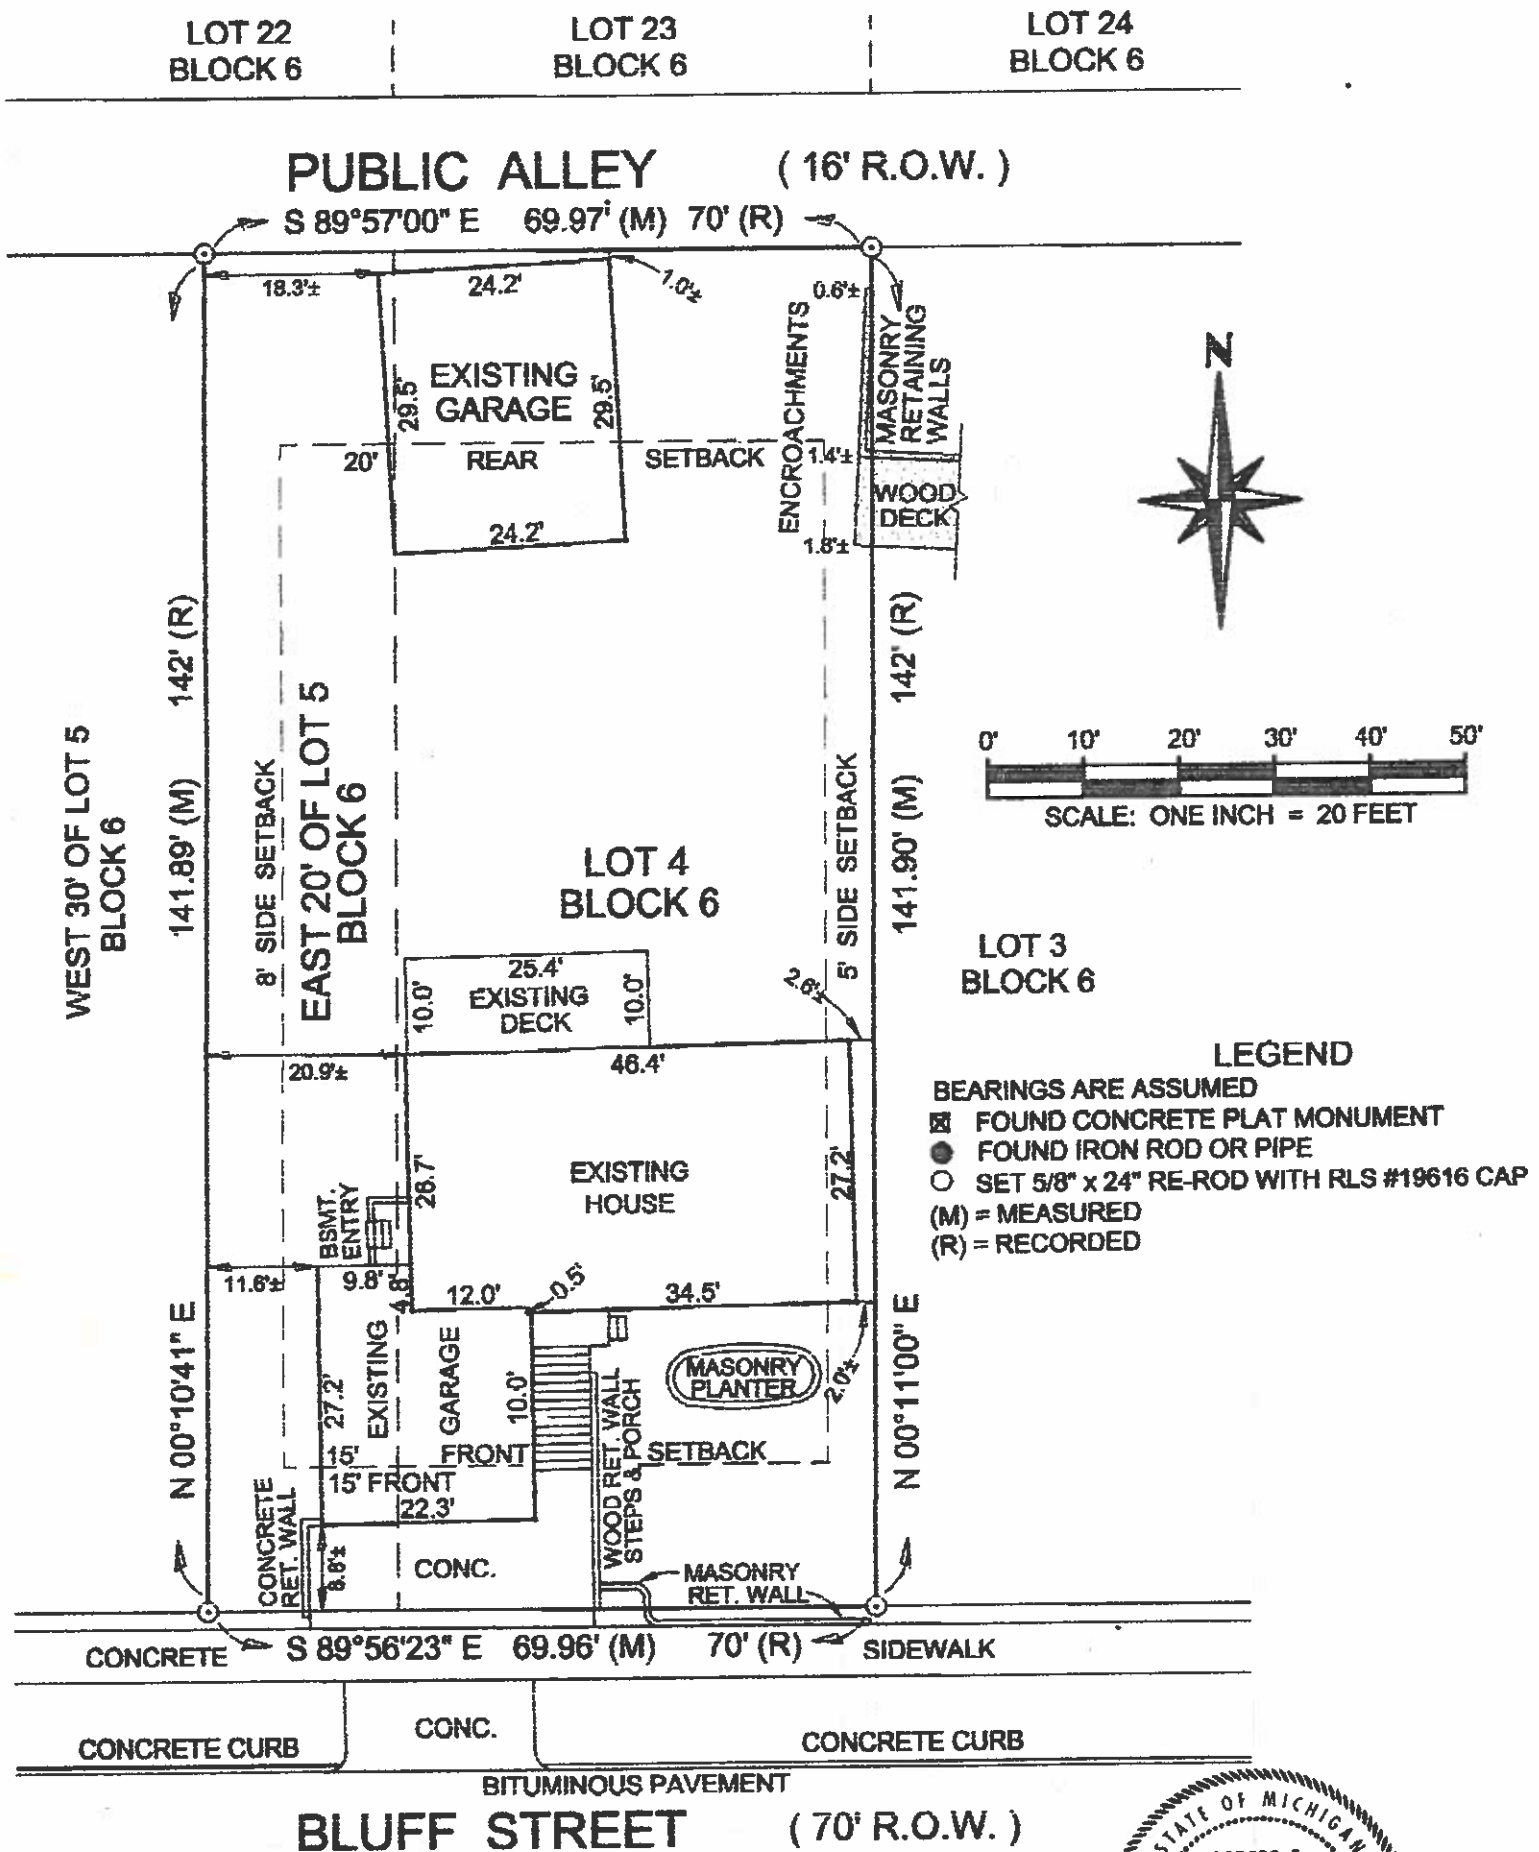 LOT 22
BLOCK 6
LOT 23
BLOCK 6
LOT 24
BLOCK 6
PUBLIC ALLEY ( 16' R.O.W. )
S 89°57'00" E 69.97' (M) 70' (R)
18.3'±
24.2'
1.0'±
0.6'±
EXISTING
GARAGE
29.5'
29.5'
ENCROACHMENTS
MASONRY
RETAINING
WALLS
N
20' REAR SETBACK
1.4'±
WOOD
DECK
24.2'
1.8'±
142' (R)
141.89' (M)
142' (R)
141.90' (M)
WEST 30' OF LOT 5
BLOCK 6
8' SIDE SETBACK
EAST 20' OF LOT 5
BLOCK 6
5' SIDE SETBACK
0' 10' 20' 30' 40' 50'
SCALE: ONE INCH = 20 FEET
LOT 4
BLOCK 6
LOT 3
BLOCK 6
25.4'
10.0'
EXISTING
DECK
10.0'
2.6'±
20.9'±
46.4'
LEGEND
BEARINGS ARE ASSUMED
FOUND CONCRETE PLAT MONUMENT
FOUND IRON ROD OR PIPE
SET 5/8" x 24" RE-ROD WITH RLS #19616 CAP
(M) = MEASURED
(R) = RECORDED
EXISTING
HOUSE
26.7'
27.2'
BSMT.
ENTRY
11.6'±
9.8'
4.8'
12.0'
0.5'
34.5'
N 00°10'41" E
N 00°11'00" E
27.2'
EXISTING
GARAGE
10.0'
MASONRY
PLANTER
2.0'±
15' FRONT SETBACK
15' FRONT
22.3'
WOOD RET. WALL
STEPS & PORCH
CONCRETE
RET. WALL
8.8'±
CONC.
MASONRY
RET. WALL
S 89°56'23" E 69.96' (M) 70' (R)
CONCRETE
SIDEWALK
CONC.
CONCRETE CURB
CONCRETE CURB
BITUMINOUS PAVEMENT
BLUFF STREET ( 70' R.O.W. )
STATE OF MICHIGAN